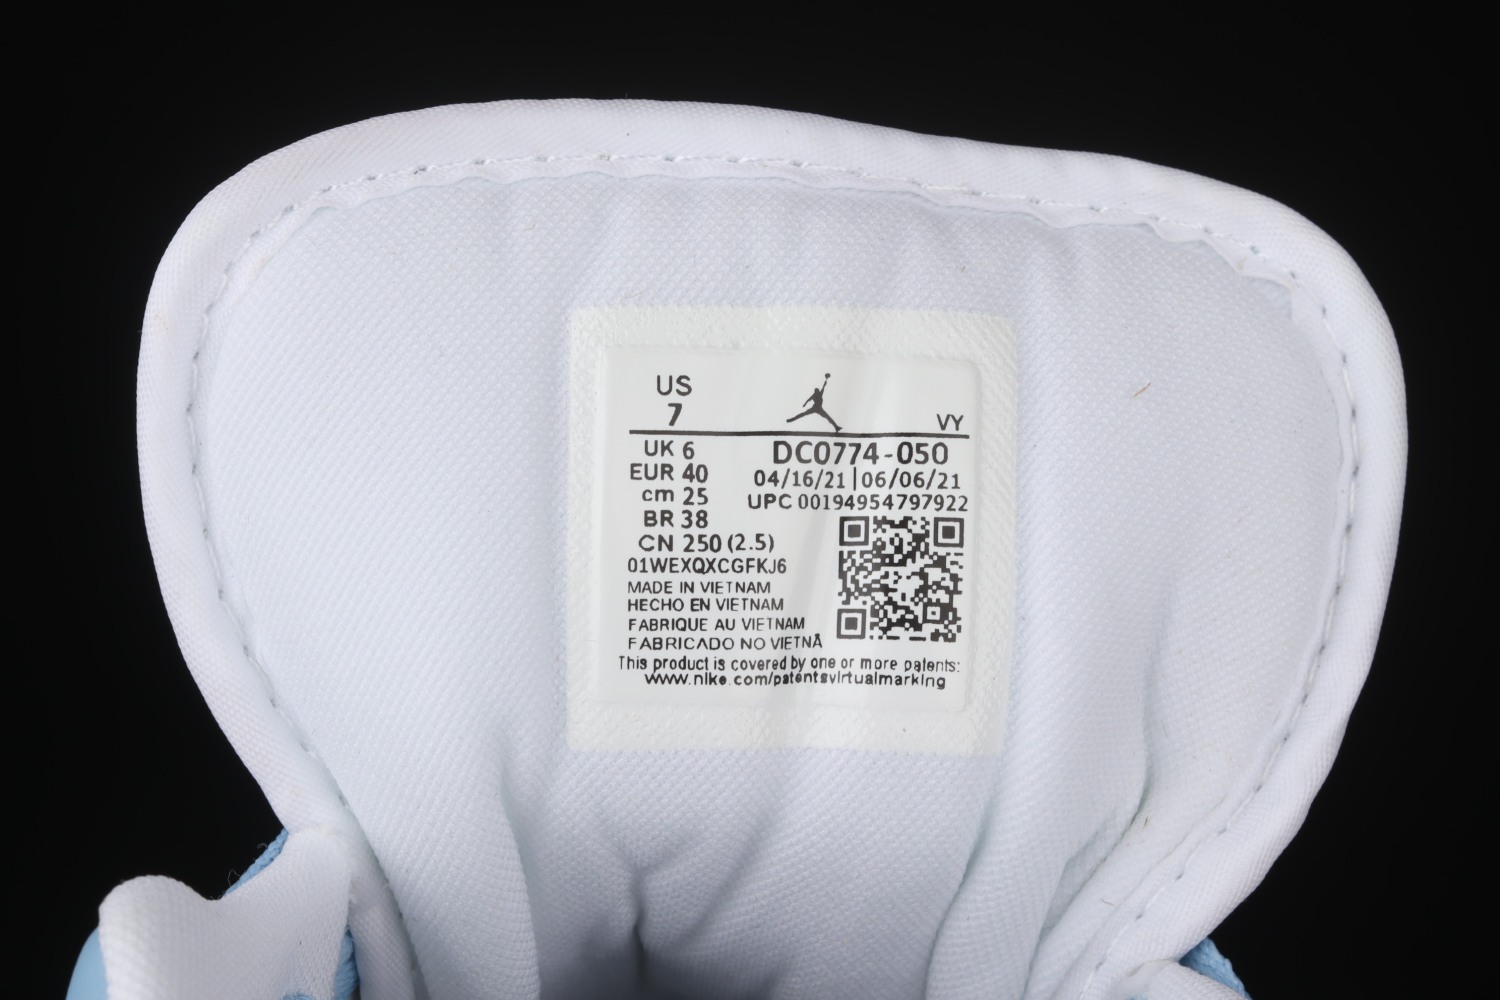 US
7
VY
UK 6
DC0774-050
EUR 40
04/16/21|06/06/21
cm 25
UPC 00194954797922
BR 38
CN 250 (2.5)
01WEXQXCGFKJ6
MADE IN VIETNAM
HECHO EN VIETNAM
FABRIQUE AU VIETNAM
FABRICADO NO VIETNÃ
This product is covered by one or more patents:
www.nike.com/patentsvirtualmarking